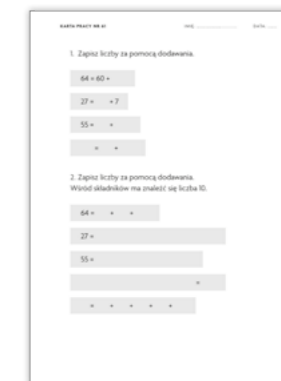 KARTA PRACY NR 61 IMIĘ DATA
1. Zapisz liczby za pomocą dodawania.
64 = 60 +
27 = + 7
55 = +
= +
2. Zapisz liczby za pomocą dodawania.
Wśród składników ma znaleźć się liczba 10.
64 = + +
27 =
55 =
=
= + + + +